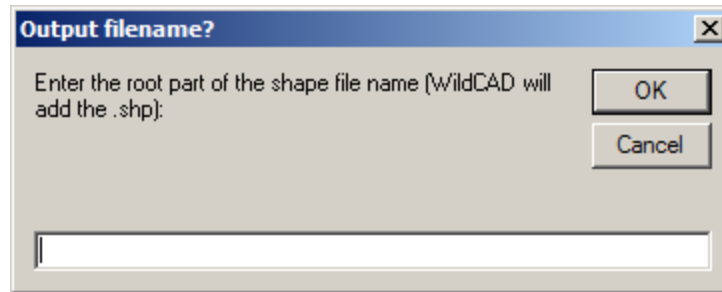 Output filename?
Enter the root part of the shape file name (WildCAD will
add the .shp):
OK
Cancel